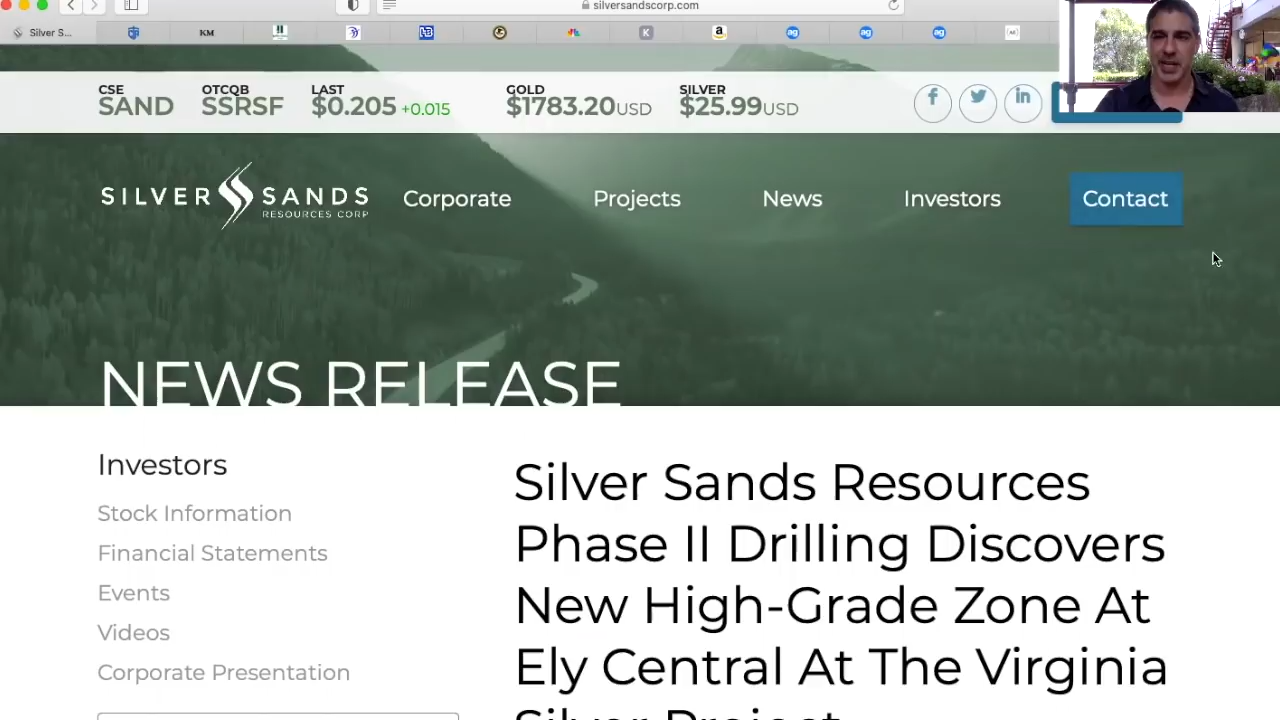 silversandscorp.com
Silver S...
KM
CSE
SAND
OTCQB
SSRSF
LAST
$0.205 +0.015
GOLD
$1783.20USD
SILVER
$25.99USD
SILVER SANDS
RESOURCES CORP
Corporate
Projects
News
Investors
Contact
NEWS RELEASE
Investors
Stock Information
Financial Statements
Events
Videos
Corporate Presentation
Silver Sands Resources
Phase II Drilling Discovers
New High-Grade Zone At
Ely Central At The Virginia
Silver Project